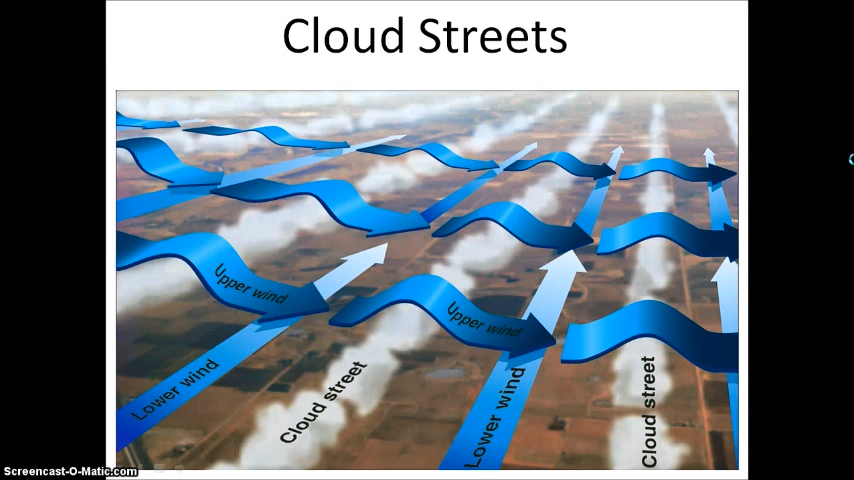 Cloud Streets
Upper wind
Upper wind
Lower wind
Cloud street
Lower wind
Cloud street
Screencast-O-Matic.com